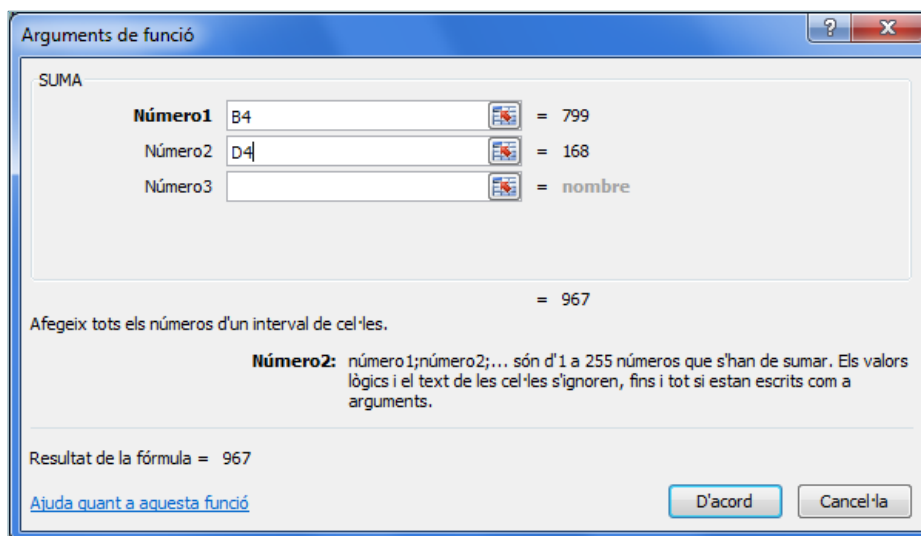 Arguments de funció
SUMA
Número1 B4 = 799
Número2 D4 = 168
Número3 = nombre
= 967
Afegeix tots els números d'un interval de cel·les.
Número2: número1;número2;... són d'1 a 255 números que s'han de sumar. Els valors
lògics i el text de les cel·les s'ignoren, fins i tot si estan escrits com a
arguments.
Resultat de la fórmula = 967
Ajuda quant a aquesta funció
D'acord Cancel·la